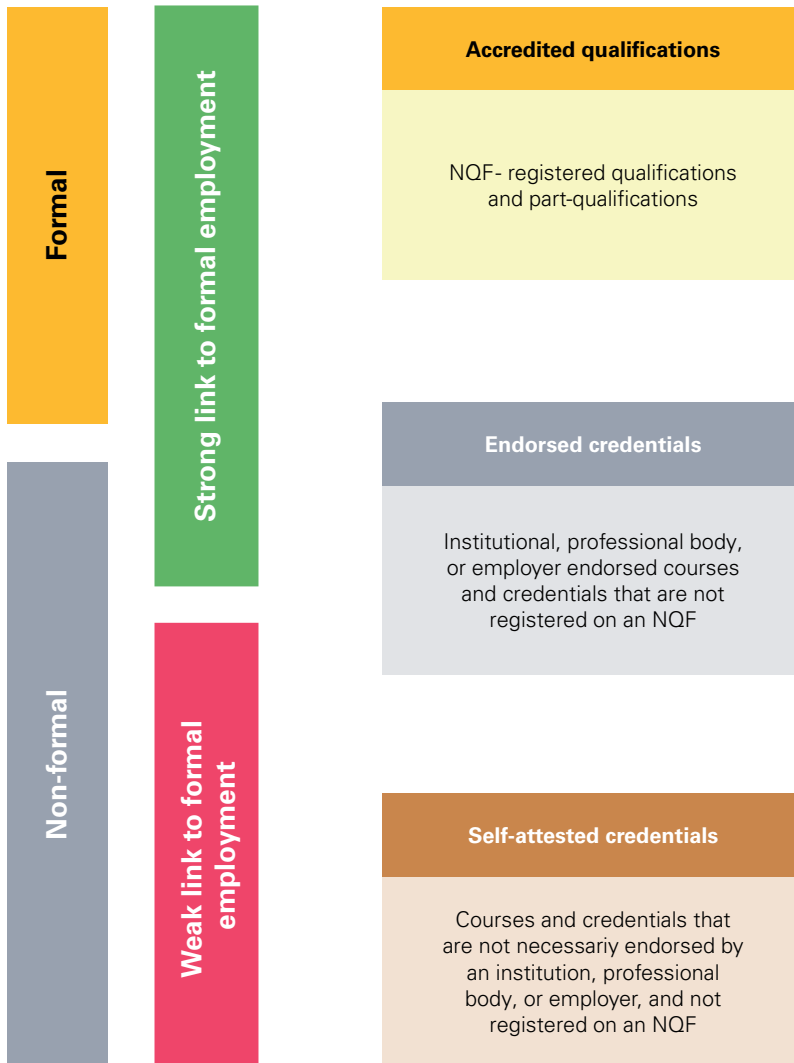 Formal
Non-formal
Strong link to formal employment
Weak link to formal
employment
Accredited qualifications
NQF- registered qualifications
and part-qualifications
Endorsed credentials
Institutional, professional body,
or employer endorsed courses
and credentials that are not
registered on an NQF
Self-attested credentials
Courses and credentials that
are not necessariy endorsed by
an institution, professional
body, or employer, and not
registered on an NQF